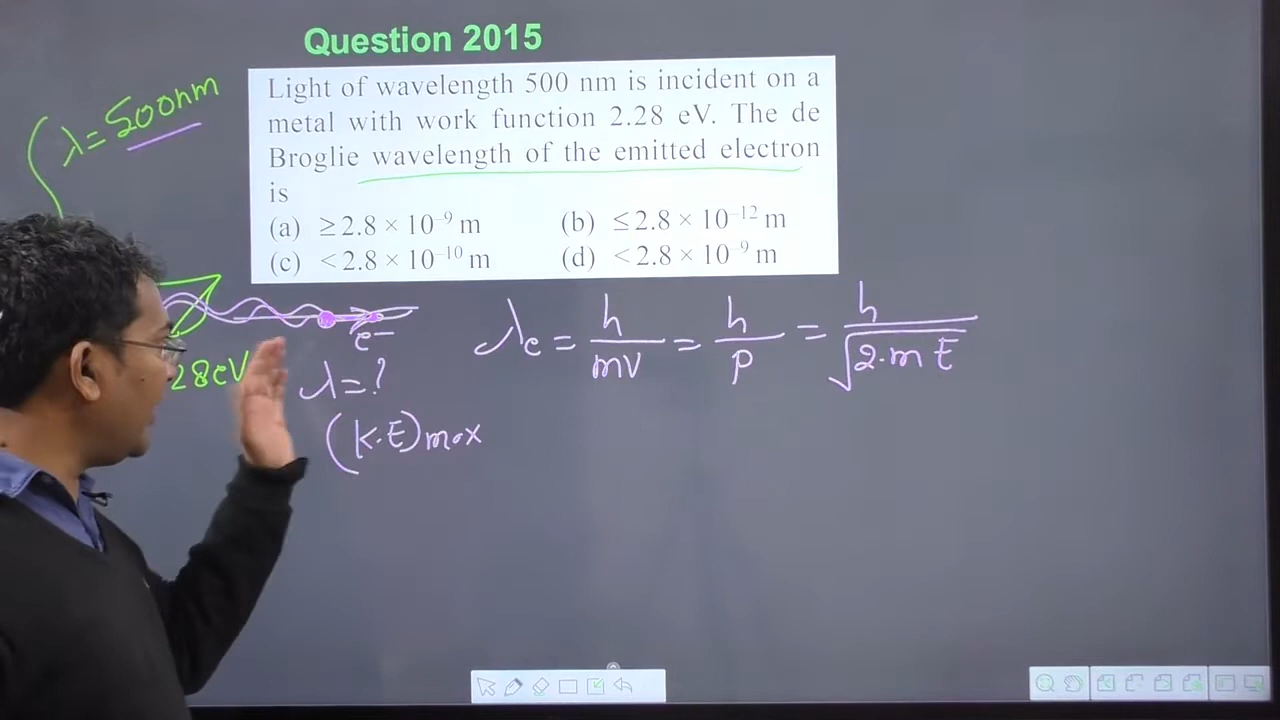 Question 2015
λ = 500nm
Light of wavelength 500 nm is incident on a
metal with work function 2.28 eV. The de
Broglie wavelength of the emitted electron
is
(a) ≥2.8 × 10⁻⁹ m (b) ≤2.8 × 10⁻¹² m
(c) <2.8 × 10⁻¹⁰ m (d) <2.8 × 10⁻⁹ m
e⁻
28eV
λ=?
(K.E)max
λe = h/mv = h/p = h/√2.mE